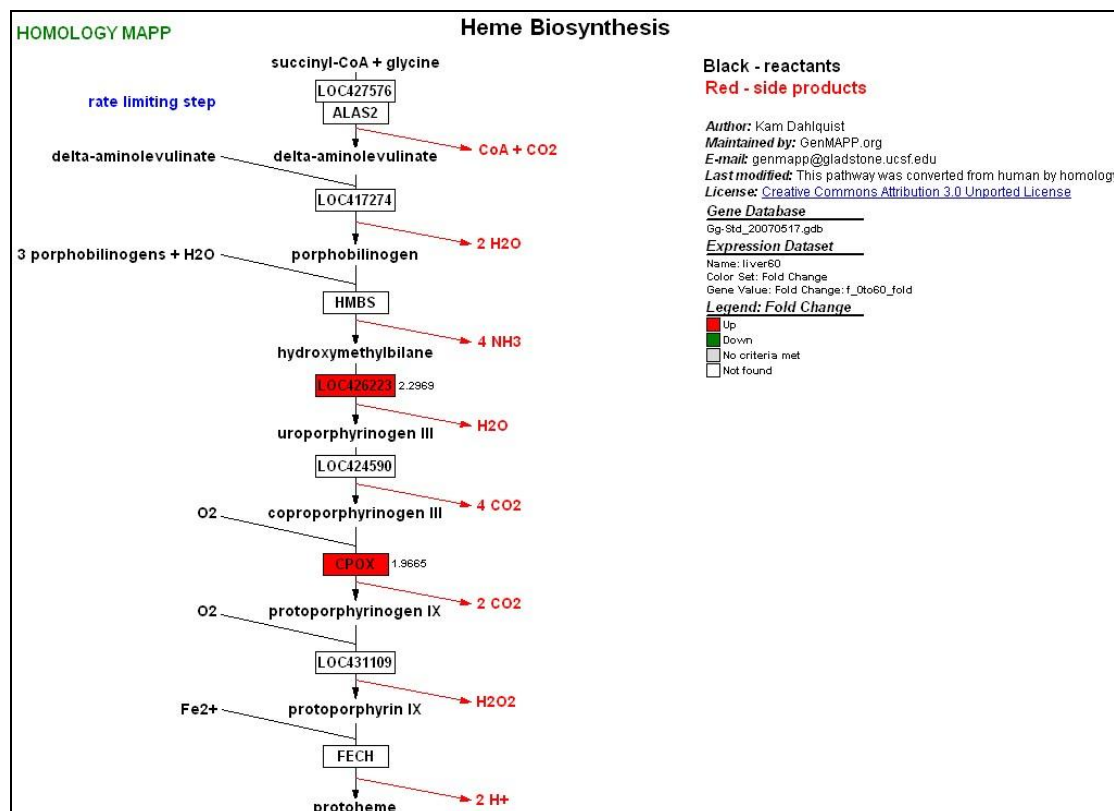 HOMOLOGY MAPP
Heme Biosynthesis
succinyl-CoA + glycine
LOC427576
rate limiting step
ALAS2
CoA + CO2
delta-aminolevulinate
delta-aminolevulinate
LOC417274
2 H2O
3 porphobilinogens + H2O
porphobilinogen
HMBS
4 NH3
hydroxymethylbilane
LOC426223 2.2969
H2O
uroporphyrinogen III
LOC424590
4 CO2
O2
coproporphyrinogen III
CPOX 1.9665
2 CO2
O2
protoporphyrinogen IX
LOC431109
H2O2
Fe2+
protoporphyrin IX
FECH
2 H+
protoheme
Black - reactants
Red - side products
Author: Kam Dahlquist
Maintained by: GenMAPP.org
E-mail: genmapp@gladstone.ucsf.edu
Last modified: This pathway was converted from human by homology
License: Creative Commons Attribution 3.0 Unported License
Gene Database
Gg-Std_20070517.gdb
Expression Dataset
Name: liver60
Color Set: Fold Change
Gene Value: Fold Change: f_0to60_fold
Legend: Fold Change
Up
Down
No criteria met
Not found